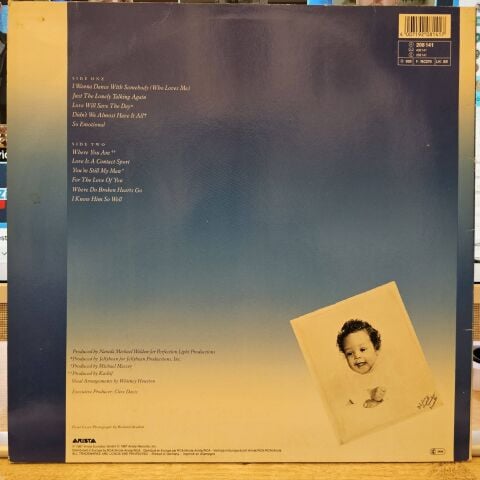 208 141
SIDE ONE
I Wanna Dance With Somebody (Who Loves Me)
Just The Lonely Talking Again
Love Will Save The Day*
Didn't We Almost Have It All†
So Emotional
SIDE TWO
Where You Are††
Love Is A Contact Sport
You're Still My Man†
For The Love Of You
Where Do Broken Hearts Go
I Know Him So Well
Produced by Narada Michael Walden for Perfection Light Productions
*Produced by Jellybean for Jellybean Productions, Inc.
†Produced by Michael Masser
††Produced by Kashif
Vocal Arrangements by Whitney Houston
Executive Producer: Clive Davis
ARISTA